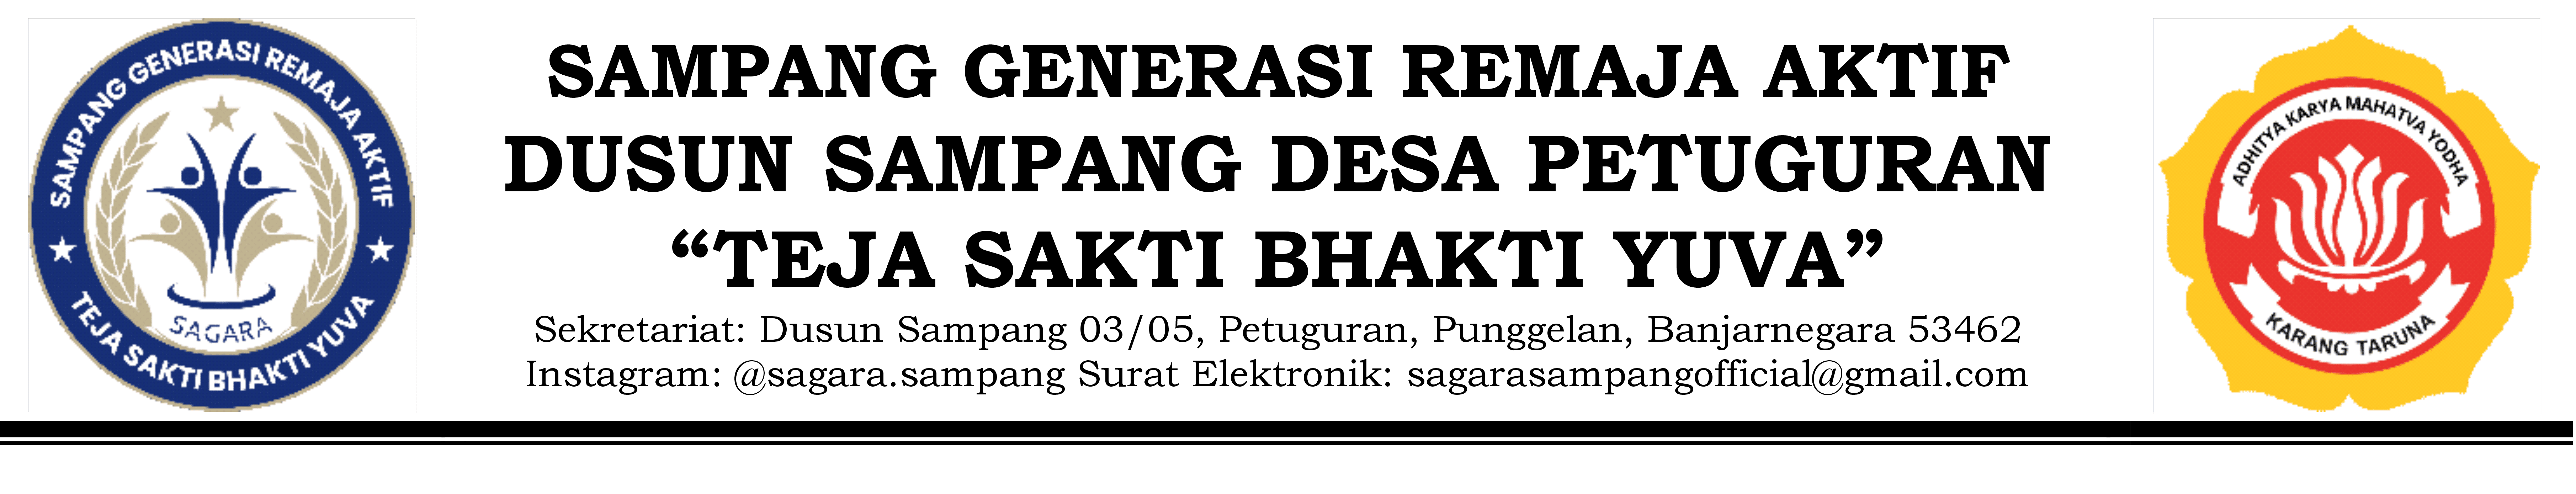 SAMPANG GENERASI REMAJA AKTIF
SAGARA
TEJA SAKTI BHAKTI YUVA
SAMPANG GENERASI REMAJA AKTIF
DUSUN SAMPANG DESA PETUGURAN
“TEJA SAKTI BHAKTI YUVA”
Sekretariat: Dusun Sampang 03/05, Petuguran, Punggelan, Banjarnegara 53462
Instagram: @sagara.sampang Surat Elektronik: sagarasampangofficial@gmail.com
ADHITYA KARYA MAHATVA YODHA
KARANG TARUNA